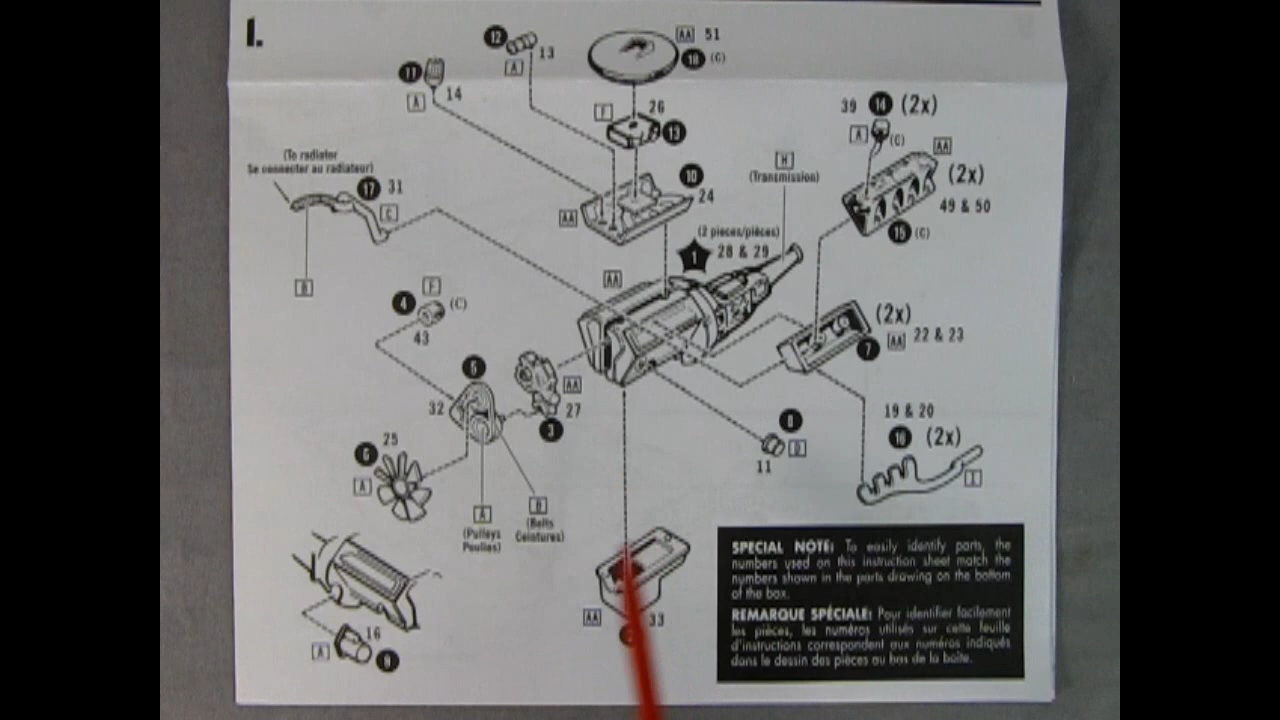 1.
12
13
A
AA 51
18 (C)
11
A
14
F
26
13
39 14 (2x)
A
(C)
AA
(2x)
49 & 50
15 (C)
(To radiator
Se connecter au radiateur)
17 31
C
B
10
24
AA
H
(Transmission)
(2 pieces/pièces)
1 28 & 29
AA
4
F
(C)
43
(2x)
7
AA 22 & 23
5
32
AA
27
3
8
D
11
19 & 20
16 (2x)
I
25
6
A
A
(Pulleys
Poulies)
B
(Belts
Ceintures)
A
16
9
AA
33
SPECIAL NOTE: To easily identify parts, the
numbers used on this instruction sheet match the
numbers shown in the parts drawing on the bottom
of the box.
REMARQUE SPÉCIALE: Pour identifier facilement
les pièces, les numéros utilisés sur cette feuille
d'instructions correspondent aux numéros indiqués
dans le dessin des pièces au bas de la boîte.